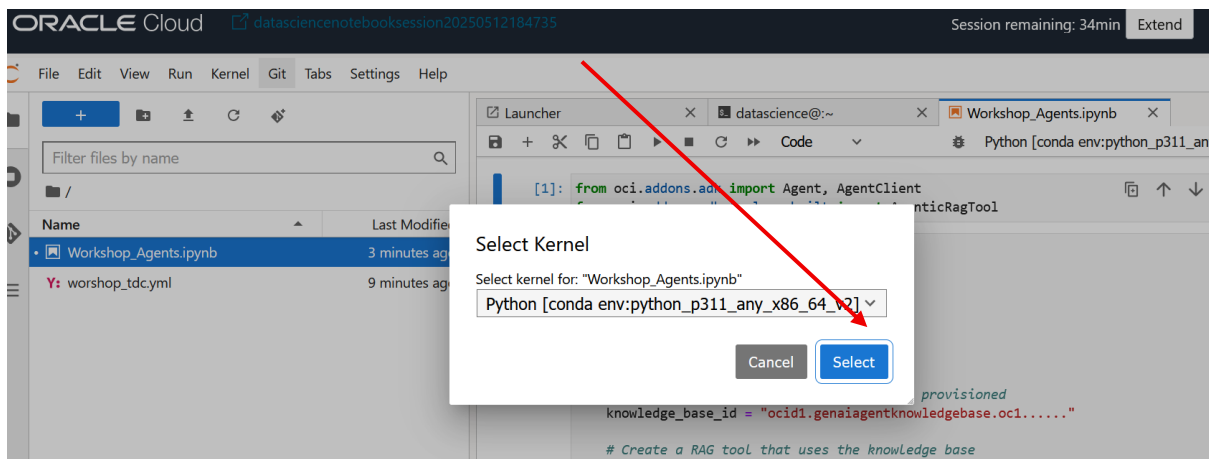 ORACLE Cloud datasciencenotebooksession20250512184735 Session remaining: 34min Extend
File Edit View Run Kernel Git Tabs Settings Help
Launcher datascience@:~ Workshop_Agents.ipynb
Code Python [conda env:python_p311_an
Filter files by name
/
Name Last Modifie
Workshop_Agents.ipynb 3 minutes ag
Y: worshop_tdc.yml 9 minutes ag
[1]: from oci.addons.adk import Agent, AgentClient
nticRagTool
Select Kernel
Select kernel for: "Workshop_Agents.ipynb"
Python [conda env:python_p311_any_x86_64_v2]
Cancel Select
provisioned
knowledge_base_id = "ocid1.genaiagentknowledgebase.oc1......"
# Create a RAG tool that uses the knowledge base